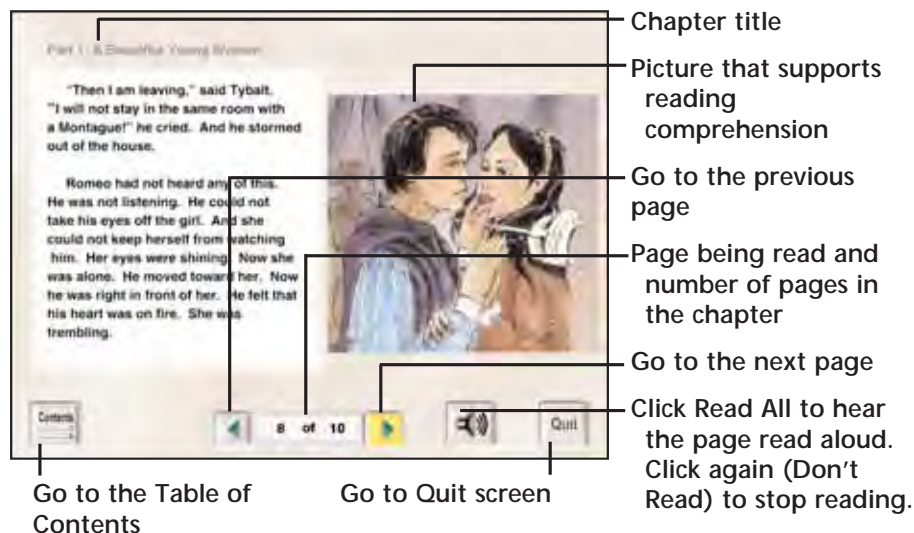 Part 1: A Beautiful Young Woman
"Then I am leaving," said Tybalt.
"I will not stay in the same room with
a Montague!" he cried. And he stormed
out of the house.
Romeo had not heard any of this.
He was not listening. He could not
take his eyes off the girl. And she
could not keep herself from watching
him. Her eyes were shining. Now she
was alone. He moved toward her. Now
he was right in front of her. He felt that
his heart was on fire. She was
trembling.
Contents
8 of 10
Quit
Chapter title
Picture that supports
reading
comprehension
Go to the previous
page
Page being read and
number of pages in
the chapter
Go to the next page
Click Read All to hear
the page read aloud.
Click again (Don't
Read) to stop reading.
Go to the Table of
Contents
Go to Quit screen